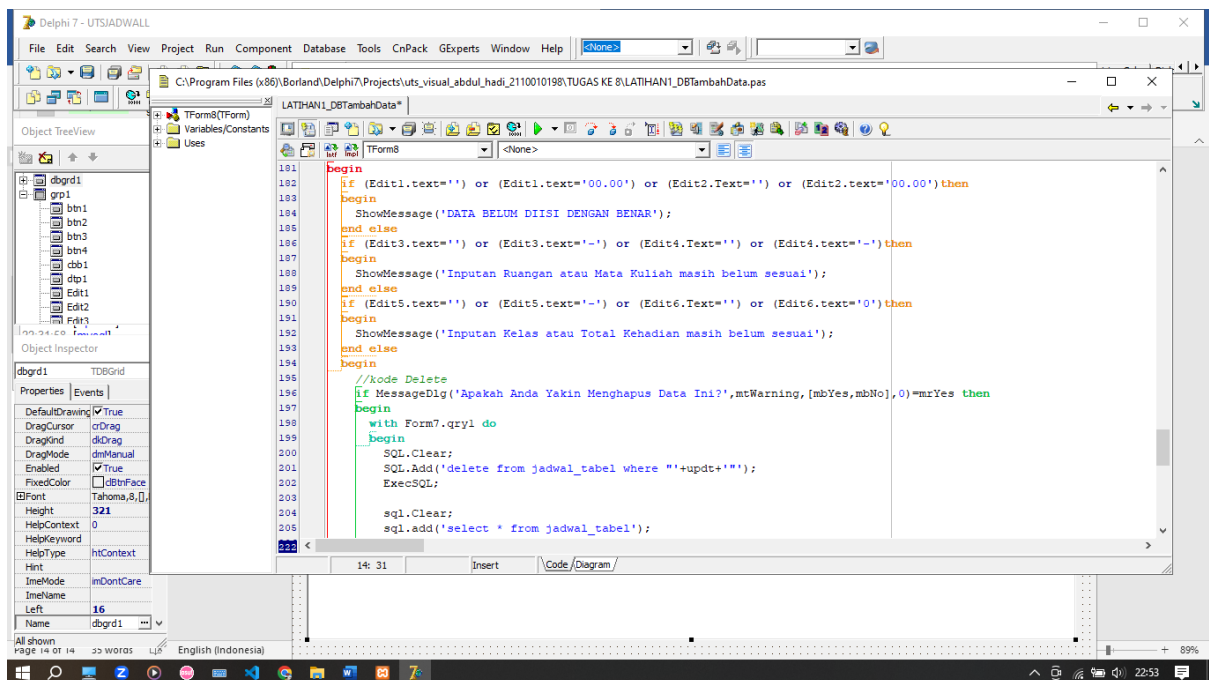 Delphi 7 - UTSJADWALL
File Edit Search View Project Run Component Database Tools CnPack GExperts Window Help <None>
C:\Program Files (x86)\Borland\Delphi7\Projects\uts_visual_abdul_hadi_2110010198\TUGAS KE 8\LATIHAN1_DBTambahData.pas
LATIHAN1_DBTambahData*
TForm8(TForm)
Variables/Constants
Uses
TForm8 <None>
Object TreeView
dbgrd1
grp1
btn1
btn2
btn3
btn4
cbb1
dtp1
Edit1
Edit2
Edit3
Object Inspector
dbgrd1 TDBGrid
Properties Events
DefaultDrawing True
DragCursor crDrag
DragKind dkDrag
DragMode dmManual
Enabled True
FixedColor clBtnFace
Font Tahoma,8,[],
Height 321
HelpContext 0
HelpKeyword
HelpType htContext
Hint
ImeMode imDontCare
ImeName
Left 16
Name dbgrd1
All shown
181 begin
182 if (Edit1.text='') or (Edit1.text='00.00') or (Edit2.Text='') or (Edit2.text='00.00')then
183 begin
184 ShowMessage('DATA BELUM DIISI DENGAN BENAR');
185 end else
186 if (Edit3.text='') or (Edit3.text='-') or (Edit4.Text='') or (Edit4.text='-')then
187 begin
188 ShowMessage('Inputan Ruangan atau Mata Kuliah masih belum sesuai');
189 end else
190 if (Edit5.text='') or (Edit5.text='-') or (Edit6.Text='') or (Edit6.text='0')then
191 begin
192 ShowMessage('Inputan Kelas atau Total Kehadian masih belum sesuai');
193 end else
194 begin
195 //kode Delete
196 if MessageDlg('Apakah Anda Yakin Menghapus Data Ini?',mtWarning,[mbYes,mbNo],0)=mrYes then
197 begin
198 with Form7.qry1 do
199 begin
200 SQL.Clear;
201 SQL.Add('delete from jadwal_tabel where "'+updt+'"');
202 ExecSQL;
203
204 sql.Clear;
205 sql.add('select * from jadwal_tabel');
222
14: 31 Insert Code Diagram
Page 14 of 14 35 words English (Indonesia) 89%
22:53